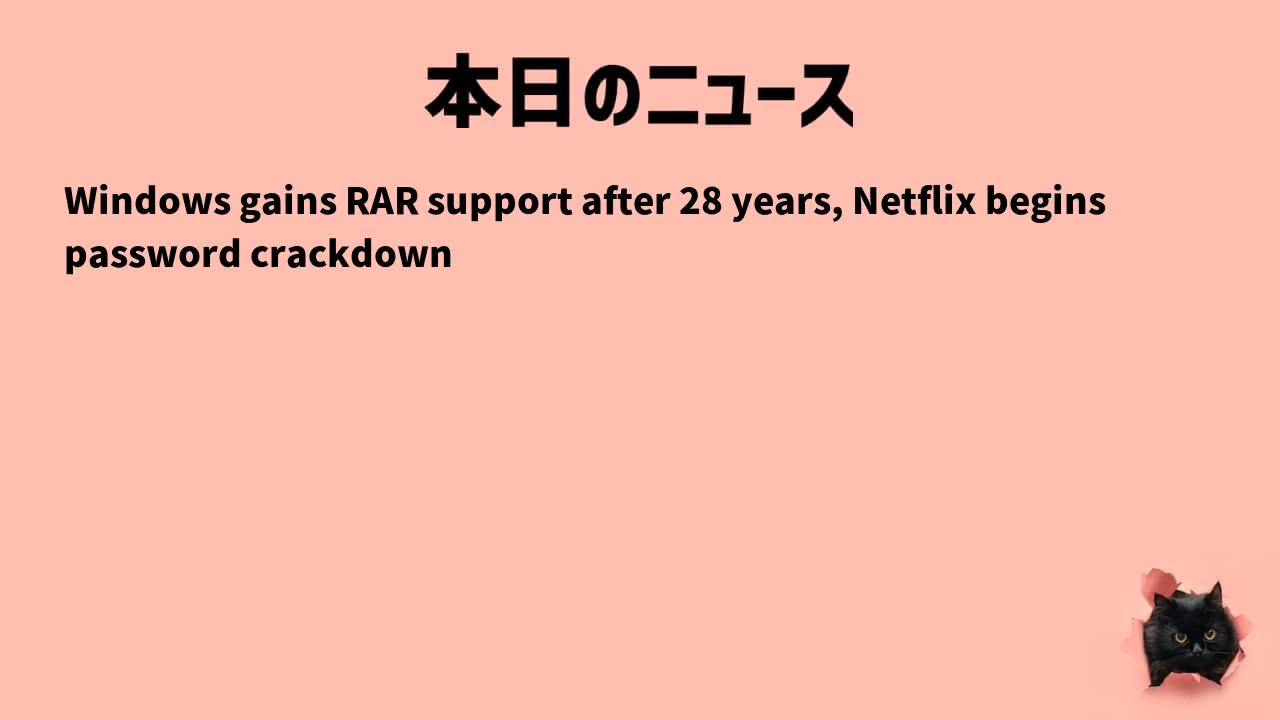 本日のニュース
Windows gains RAR support after 28 years, Netflix begins
password crackdown